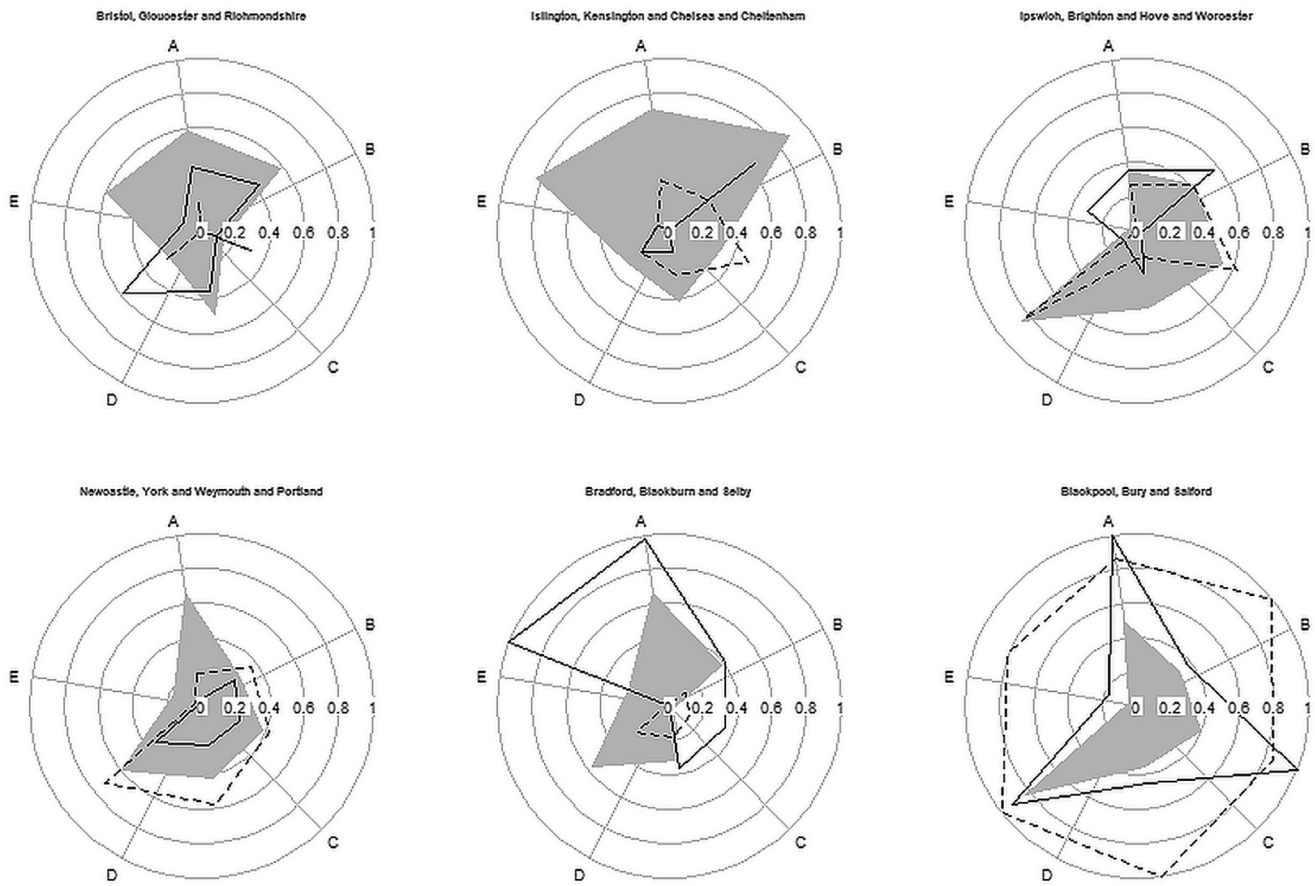 Bristol, Gloucester and Richmondshire
Islington, Kensington and Chelsea and Cheltenham
Ipswich, Brighton and Hove and Worcester
A
B
C
D
E
0 0.2 0.4 0.6 0.8 1
A
B
C
D
E
0 0.2 0.4 0.6 0.8 1
A
B
C
D
E
0 0.2 0.4 0.6 0.8 1
Newcastle, York and Weymouth and Portland
Bradford, Blackburn and Selby
Blackpool, Bury and Salford
A
B
C
D
E
0 0.2 0.4 0.6 0.8 1
A
B
C
D
E
0 0.2 0.4 0.6 0.8 1
A
B
C
D
E
0 0.2 0.4 0.6 0.8 1